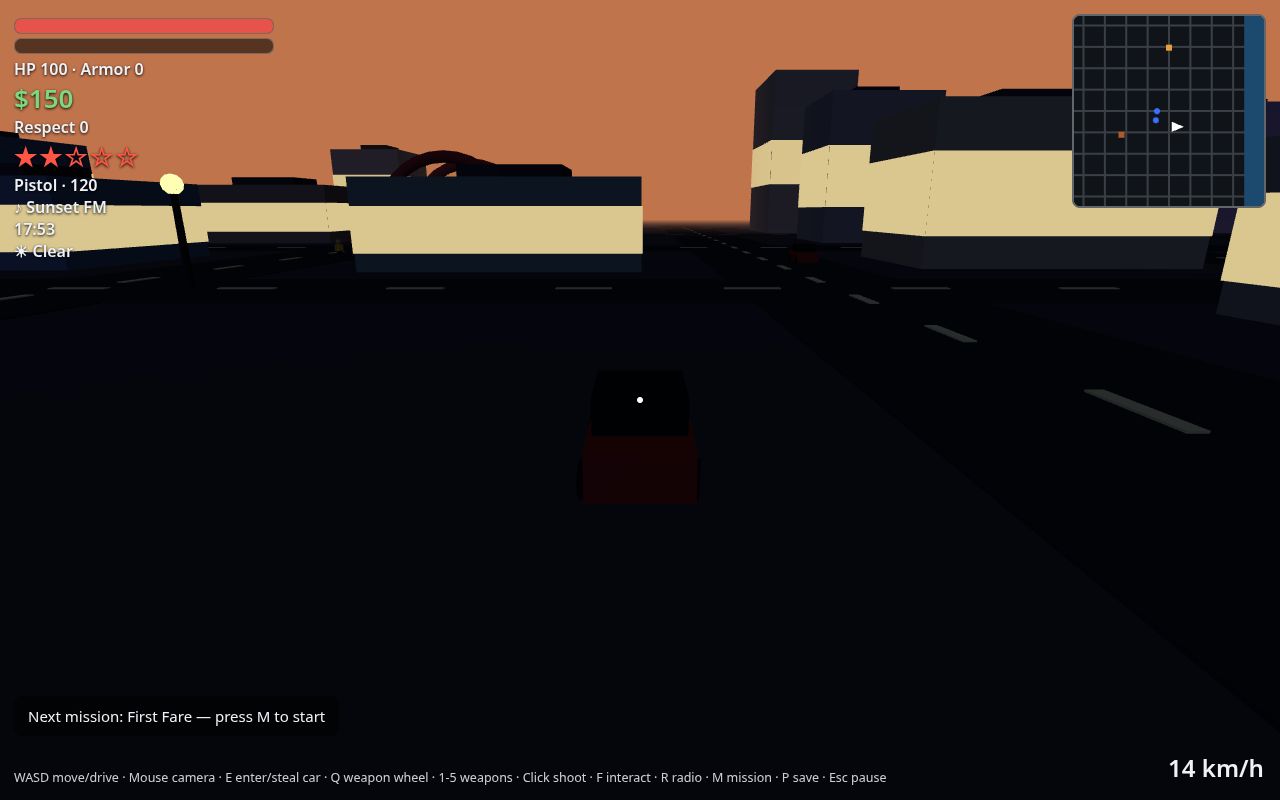 HP 100 · Armor 0
$150
Respect 0
★★☆☆☆
Pistol · 120
♪ Sunset FM
17:53
☀ Clear
Next mission: First Fare — press M to start
WASD move/drive · Mouse camera · E enter/steal car · Q weapon wheel · 1-5 weapons · Click shoot · F interact · R radio · M mission · P save · Esc pause
14 km/h